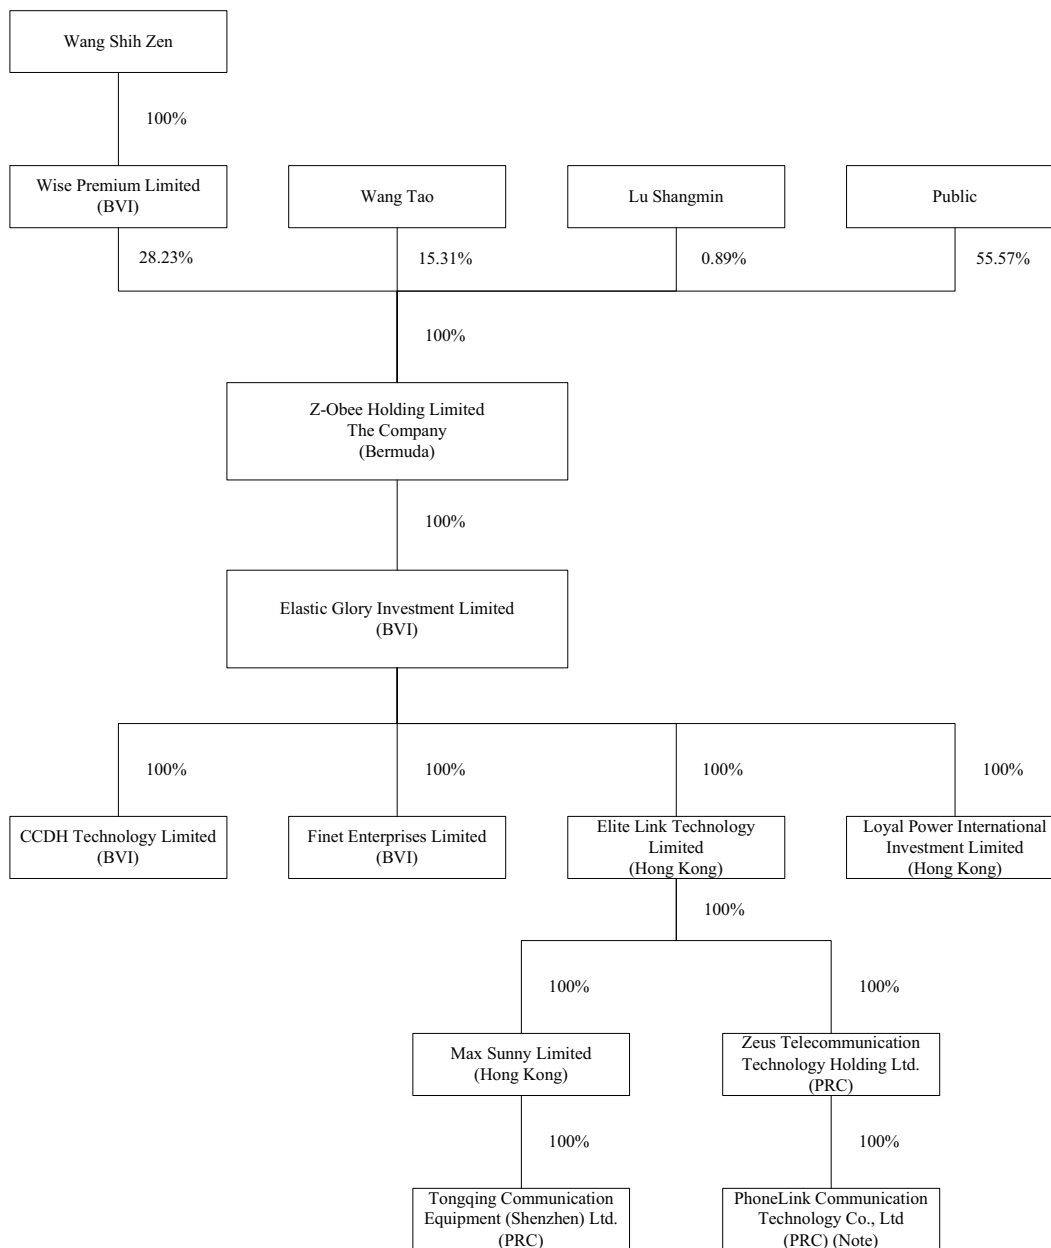 Wang Shih Zen
100%
Wise Premium Limited
(BVI)
Wang Tao
Lu Shangmin
Public
28.23%
15.31%
0.89%
55.57%
100%
Z-Obee Holding Limited
The Company
(Bermuda)
100%
Elastic Glory Investment Limited
(BVI)
100%
100%
100%
100%
CCDH Technology Limited
(BVI)
Finet Enterprises Limited
(BVI)
Elite Link Technology
Limited
(Hong Kong)
Loyal Power International
Investment Limited
(Hong Kong)
100%
100%
100%
Max Sunny Limited
(Hong Kong)
Zeus Telecommunication
Technology Holding Ltd.
(PRC)
100%
100%
Tongqing Communication
Equipment (Shenzhen) Ltd.
(PRC)
PhoneLink Communication
Technology Co., Ltd
(PRC) (Note)